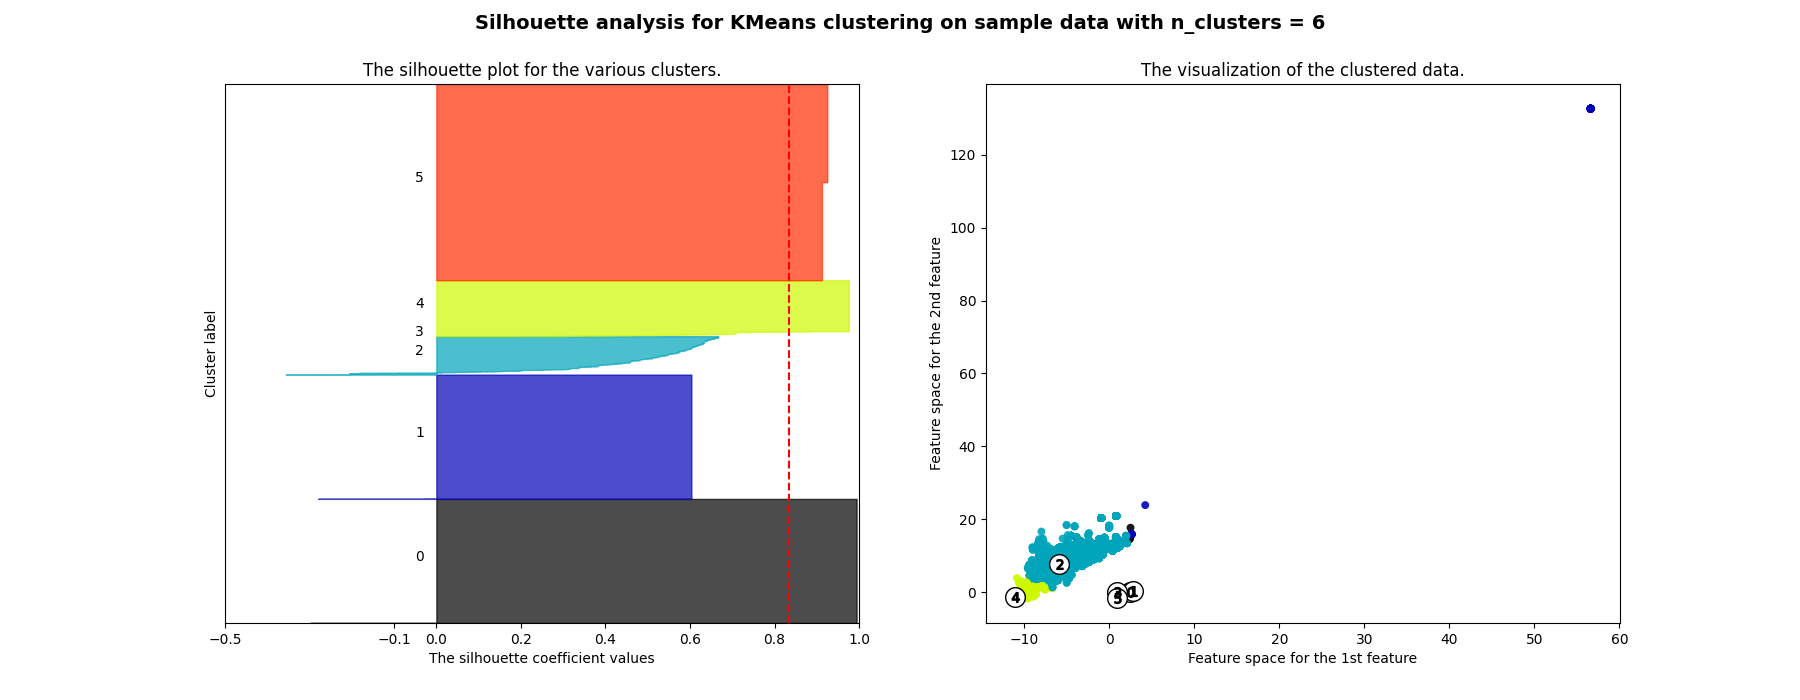 Silhouette analysis for KMeans clustering on sample data with n_clusters = 6
The silhouette plot for the various clusters.
Cluster label
5
4
3
2
1
0
−0.5 −0.1 0.0 0.2 0.4 0.6 0.8 1.0
The silhouette coefficient values
The visualization of the clustered data.
Feature space for the 2nd feature
120
100
80
60
40
20
0
2
4
3
0
1
5
−10 0 10 20 30 40 50 60
Feature space for the 1st feature